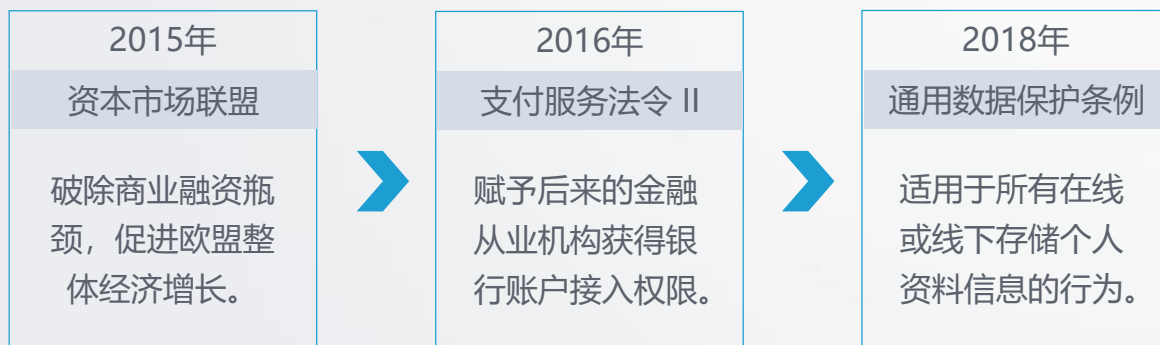 2015年
资本市场联盟
破除商业融资瓶
颈，促进欧盟整
体经济增长。
2016年
支付服务法令 II
赋予后来的金融
从业机构获得银
行账户接入权限。
2018年
通用数据保护条例
适用于所有在线
或线下存储个人
资料信息的行为。